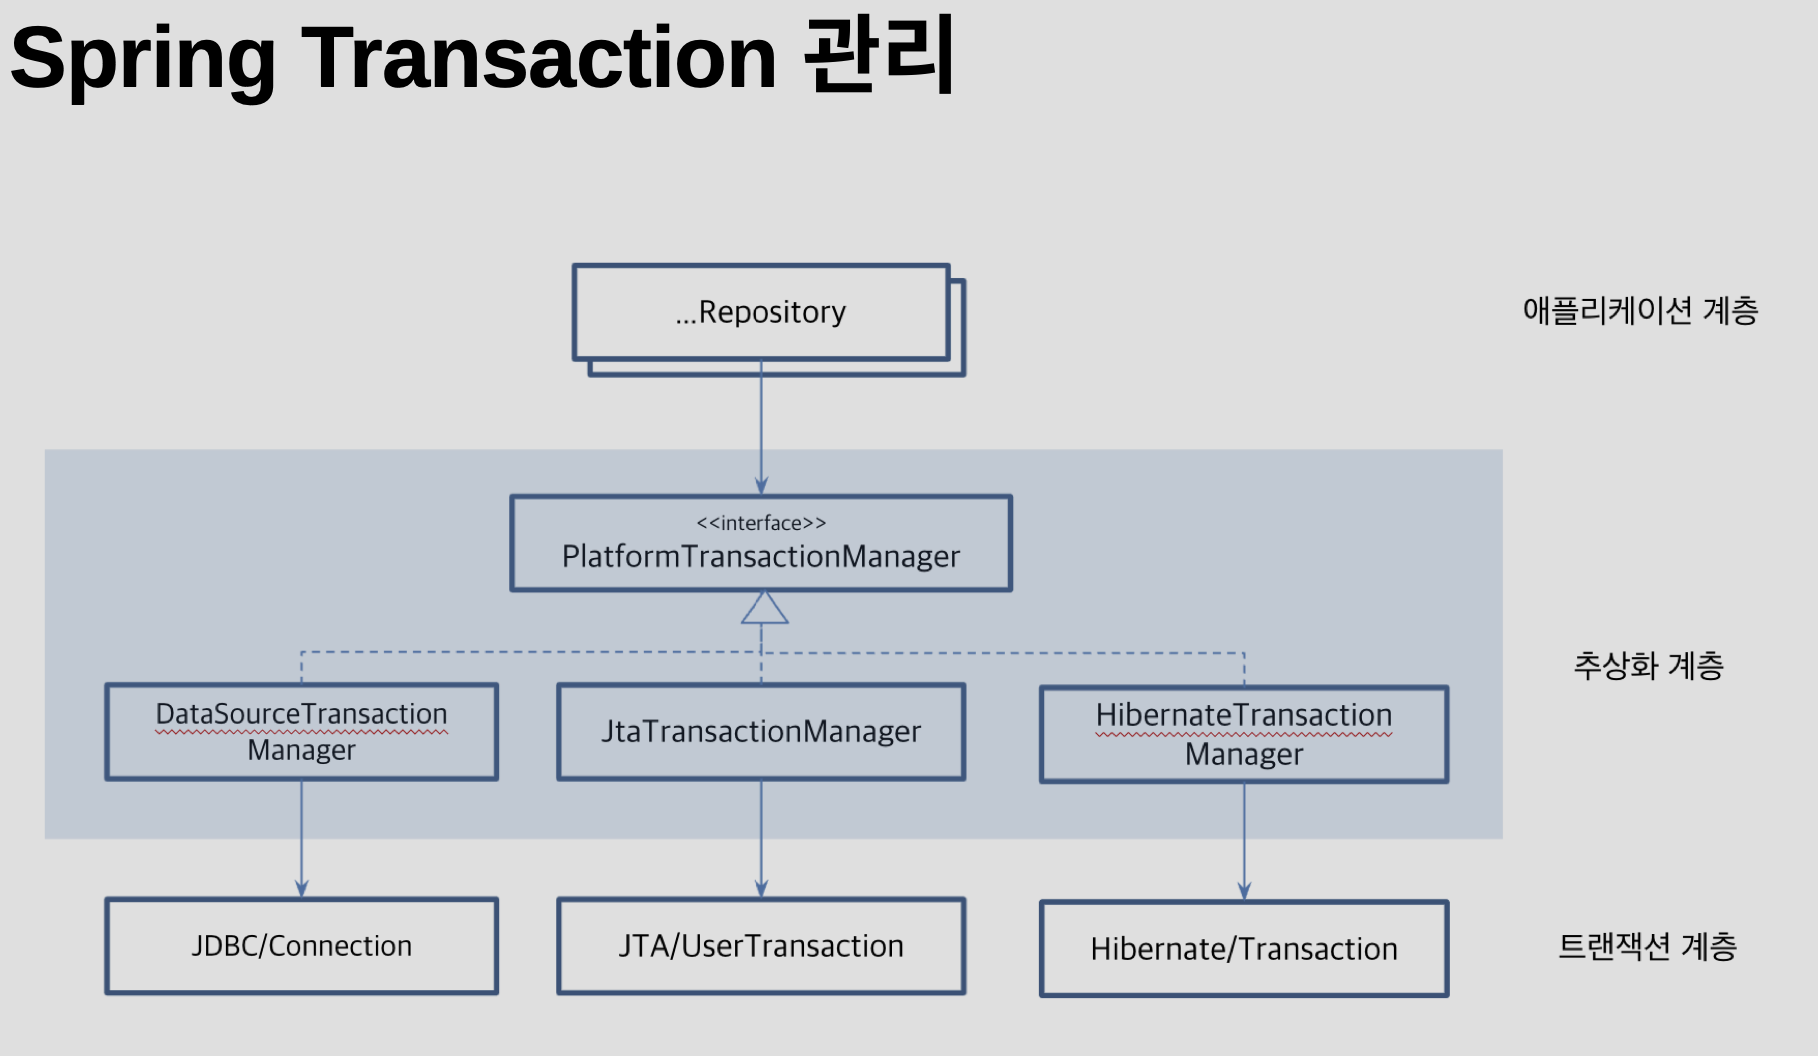 Spring Transaction 관리
...Repository
애플리케이션 계층
<<interface>>
PlatformTransactionManager
추상화 계층
DataSourceTransaction
Manager
JtaTransactionManager
HibernateTransaction
Manager
JDBC/Connection
JTA/UserTransaction
Hibernate/Transaction
트랜잭션 계층